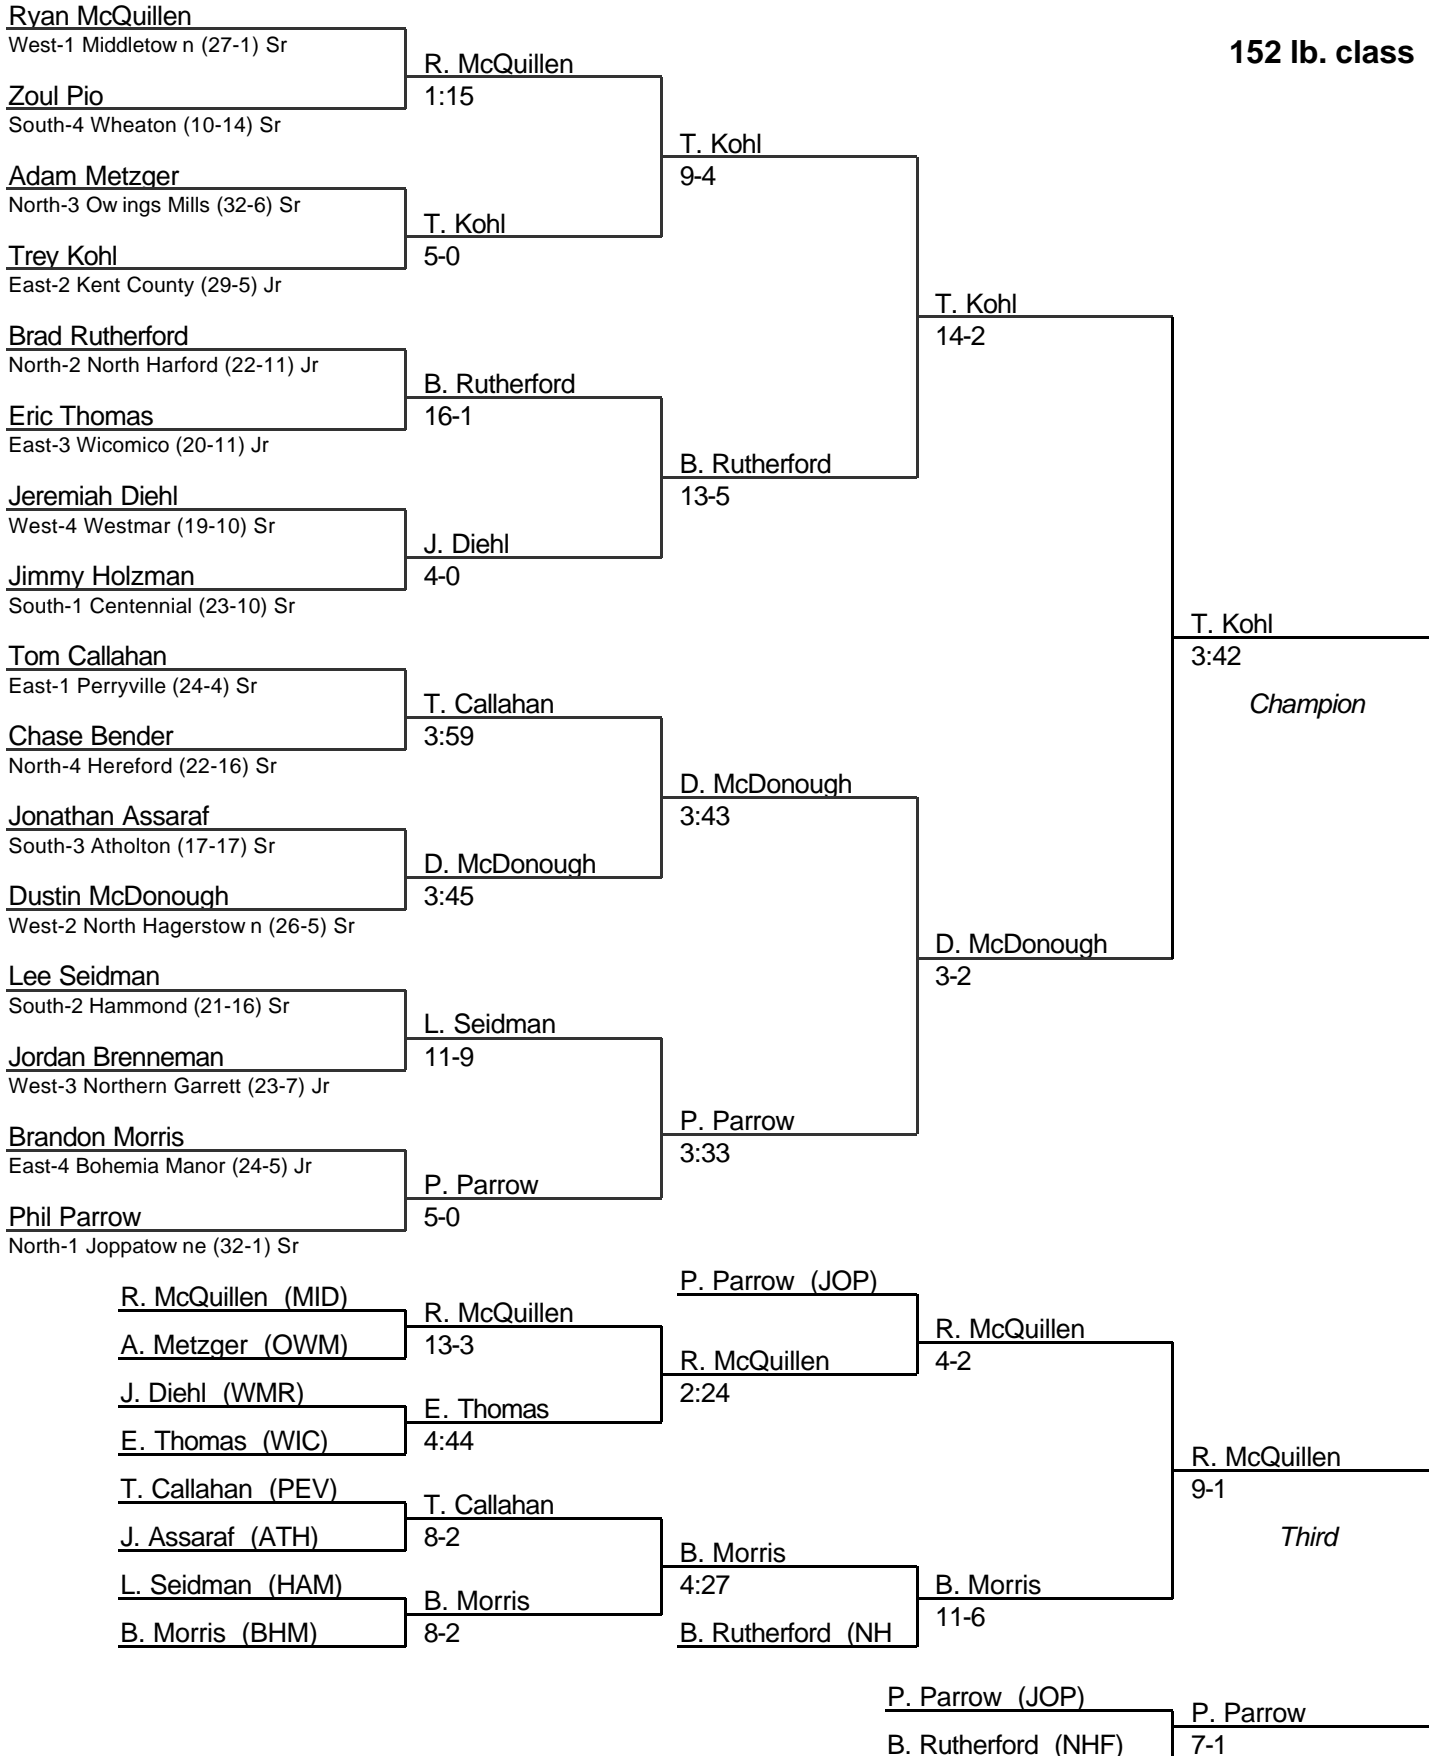 Ryan McQuillen
West-1 Middletow n (27-1) Sr
152 lb. class
R. McQuillen
1:15
Zoul Pio
South-4 Wheaton (10-14) Sr
T. Kohl
9-4
Adam Metzger
North-3 Ow ings Mills (32-6) Sr
T. Kohl
5-0
Trey Kohl
East-2 Kent County (29-5) Jr
T. Kohl
14-2
Brad Rutherford
North-2 North Harford (22-11) Jr
B. Rutherford
16-1
Eric Thomas
East-3 Wicomico (20-11) Jr
B. Rutherford
13-5
Jeremiah Diehl
West-4 Westmar (19-10) Sr
J. Diehl
4-0
Jimmy Holzman
South-1 Centennial (23-10) Sr
T. Kohl
3:42
Champion
Tom Callahan
East-1 Perryville (24-4) Sr
T. Callahan
3:59
Chase Bender
North-4 Hereford (22-16) Sr
D. McDonough
3:43
Jonathan Assaraf
South-3 Atholton (17-17) Sr
D. McDonough
3:45
Dustin McDonough
West-2 North Hagerstow n (26-5) Sr
D. McDonough
3-2
Lee Seidman
South-2 Hammond (21-16) Sr
L. Seidman
11-9
Jordan Brenneman
West-3 Northern Garrett (23-7) Jr
P. Parrow
3:33
Brandon Morris
East-4 Bohemia Manor (24-5) Jr
P. Parrow
5-0
Phil Parrow
North-1 Joppatow ne (32-1) Sr
P. Parrow (JOP)
R. McQuillen (MID)
R. McQuillen
13-3
A. Metzger (OWM)
R. McQuillen
4-2
R. McQuillen
2:24
J. Diehl (WMR)
E. Thomas
4:44
E. Thomas (WIC)
R. McQuillen
9-1
Third
T. Callahan (PEV)
T. Callahan
8-2
J. Assaraf (ATH)
B. Morris
4:27
L. Seidman (HAM)
B. Morris
8-2
B. Morris (BHM)
B. Morris
11-6
B. Rutherford (NH
P. Parrow (JOP)
P. Parrow
7-1
B. Rutherford (NHF)